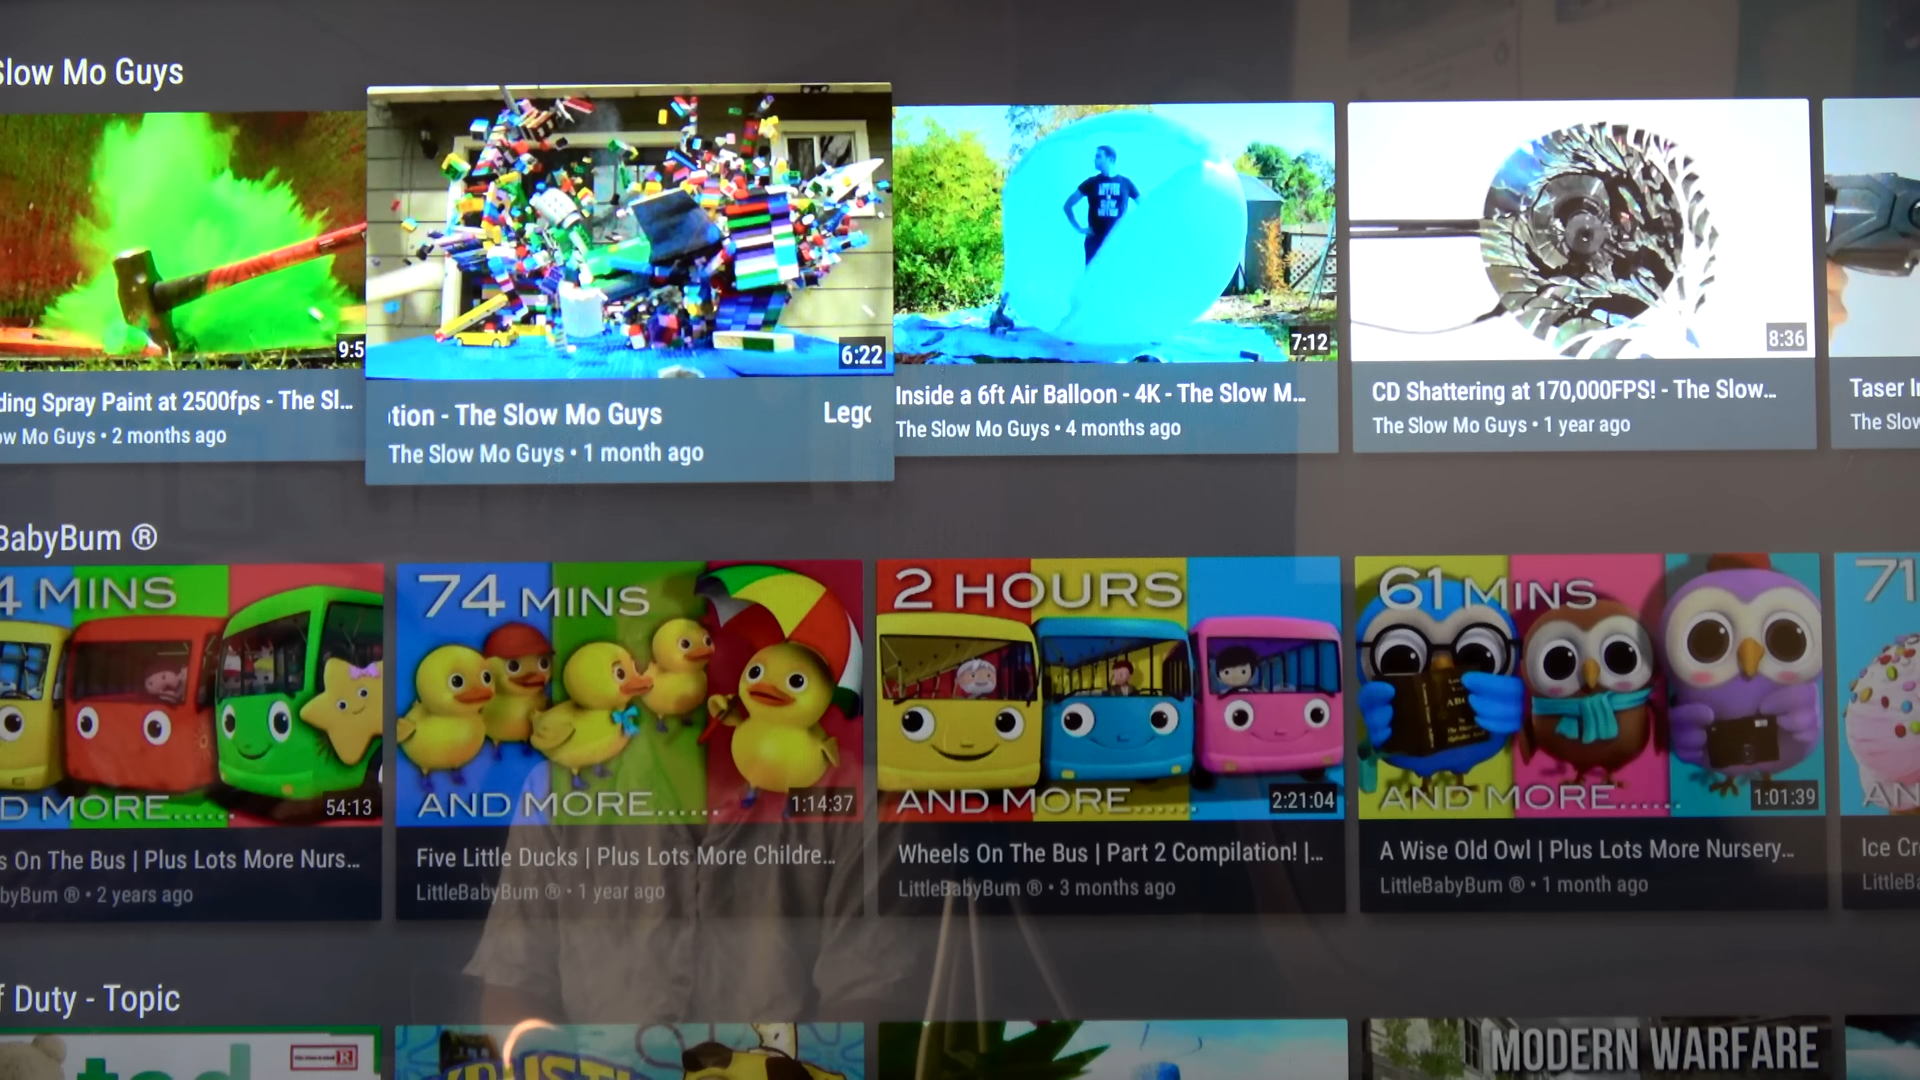 Slow Mo Guys
9:5
6:22
7:12
8:36
ding Spray Paint at 2500fps - The Sl...
ow Mo Guys • 2 months ago
tion - The Slow Mo Guys Lego
The Slow Mo Guys • 1 month ago
Inside a 6ft Air Balloon - 4K - The Slow M...
The Slow Mo Guys • 4 months ago
CD Shattering at 170,000FPS! - The Slow...
The Slow Mo Guys • 1 year ago
Taser I
The Slow
BabyBum ®
4 MINS
D MORE......
54:13
74 MINS
AND MORE......
1:14:37
2 HOURS
AND MORE......
2:21:04
61 MINS
AND MORE......
1:01:39
71
AN
s On The Bus | Plus Lots More Nurs...
byBum ® • 2 years ago
Five Little Ducks | Plus Lots More Childre...
LittleBabyBum ® • 1 year ago
Wheels On The Bus | Part 2 Compilation! |...
LittleBabyBum ® • 3 months ago
A Wise Old Owl | Plus Lots More Nursery...
LittleBabyBum ® • 1 month ago
Ice Cr
LittleB
f Duty - Topic
ted
R
MODERN WARFARE